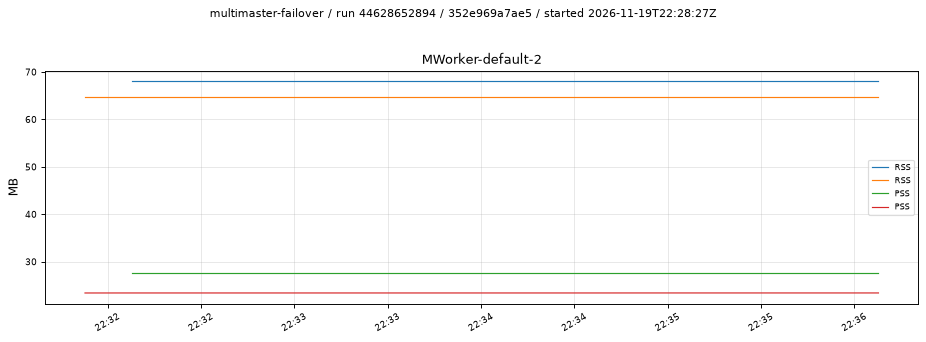 multimaster-failover / run 44628652894 / 352e969a7ae5 / started 2026-11-19T22:28:27Z
MWorker-default-2
70
60
50
40
30
MB
RSS
RSS
PSS
PSS
22:32
22:32
22:33
22:33
22:34
22:34
22:35
22:35
22:36